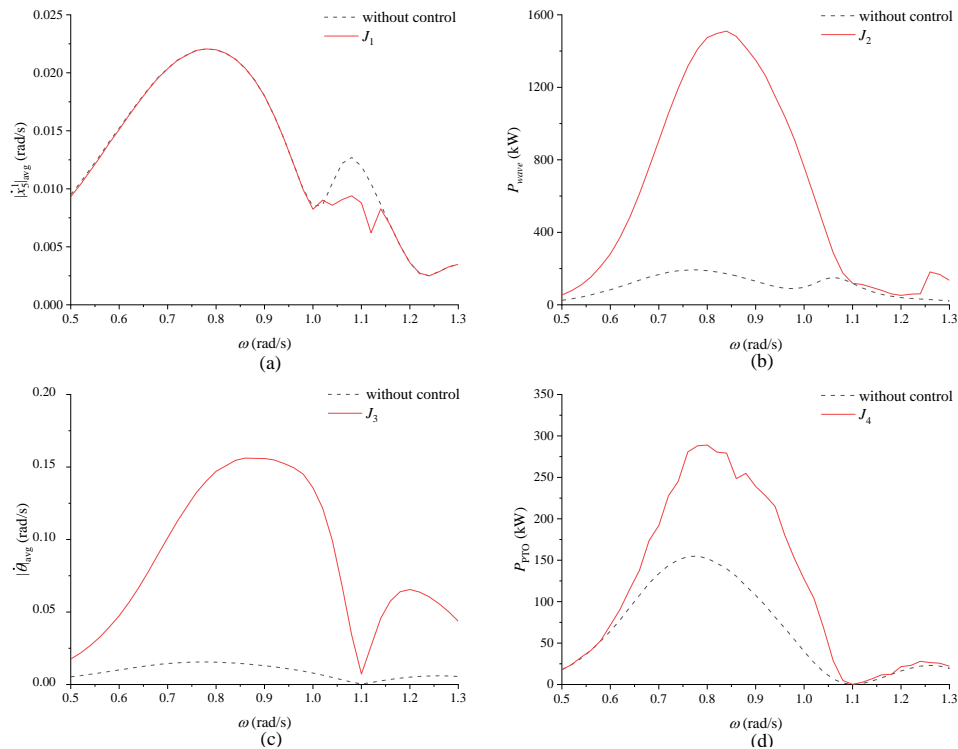 without control
J1
0.025
0.020
0.015
0.010
0.005
0.000
|ẋ₅¹|avg (rad/s)
0.5 0.6 0.7 0.8 0.9 1.0 1.1 1.2 1.3
ω (rad/s)
(a)
without control
J2
1600
1200
800
400
0
Pwave (kW)
0.5 0.6 0.7 0.8 0.9 1.0 1.1 1.2 1.3
ω (rad/s)
(b)
without control
J3
0.20
0.15
0.10
0.05
0.00
|θ̇|avg (rad/s)
0.5 0.6 0.7 0.8 0.9 1.0 1.1 1.2 1.3
ω (rad/s)
(c)
without control
J4
350
300
250
200
150
100
50
0
PPTO (kW)
0.5 0.6 0.7 0.8 0.9 1.0 1.1 1.2 1.3
ω (rad/s)
(d)